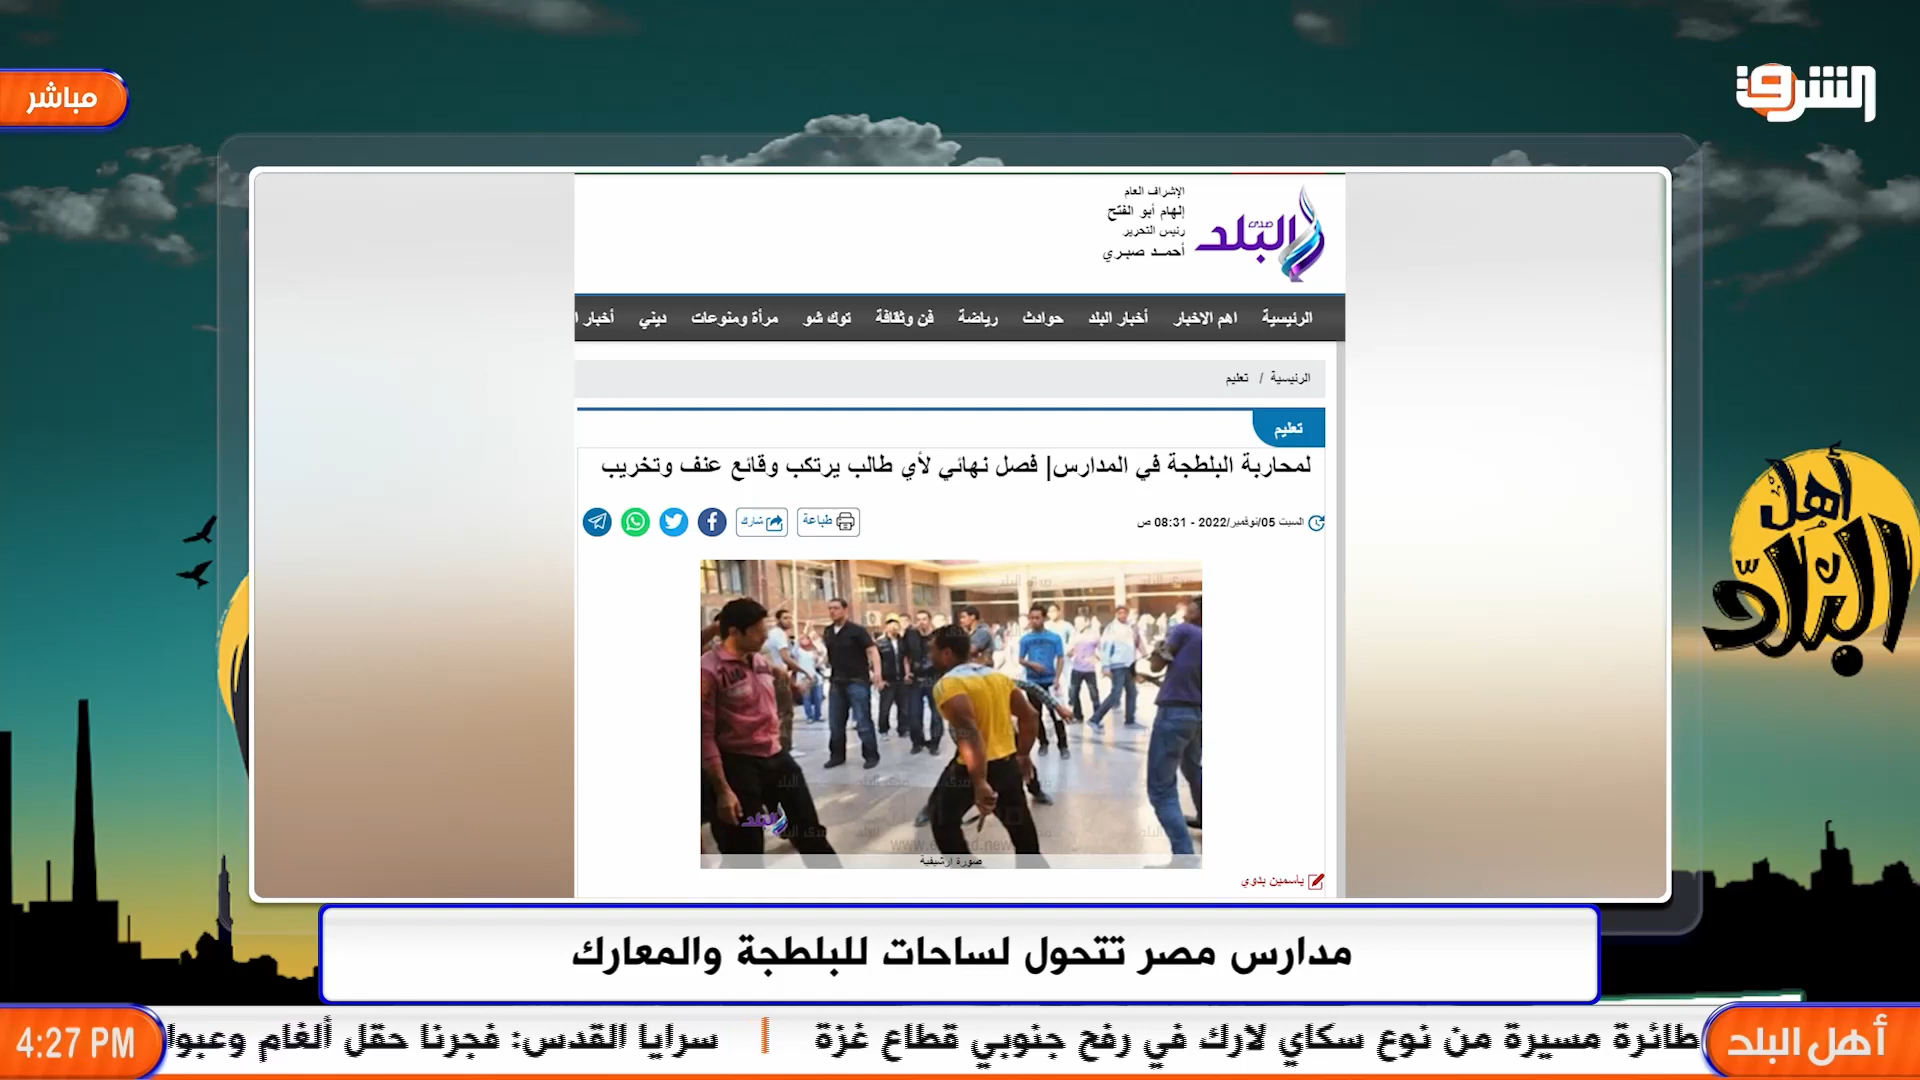 مباشر
الشرق
الإشراف العام
إلهام أبو الفتح
رئيس التحرير
أحمد صبري
صدى البلد
الرئيسية اهم الاخبار أخبار البلد حوادث رياضة فن وثقافة توك شو مرأة ومنوعات ديني أخبار ا
الرئيسية / تعليم
تعليم
لمحاربة البلطجة في المدارس| فصل نهائي لأي طالب يرتكب وقائع عنف وتخريب
السبت 05/نوفمبر/2022 - 08:31 ص
طباعة
شارك
أهل البلد
صدى البلد
صورة ارشيفية
ياسمين بدوي
مدارس مصر تتحول لساحات للبلطجة والمعارك
أهل البلد
طائرة مسيرة من نوع سكاي لارك في رفح جنوبي قطاع غزة | سرايا القدس: فجرنا حقل ألغام وعبوا
4:27 PM